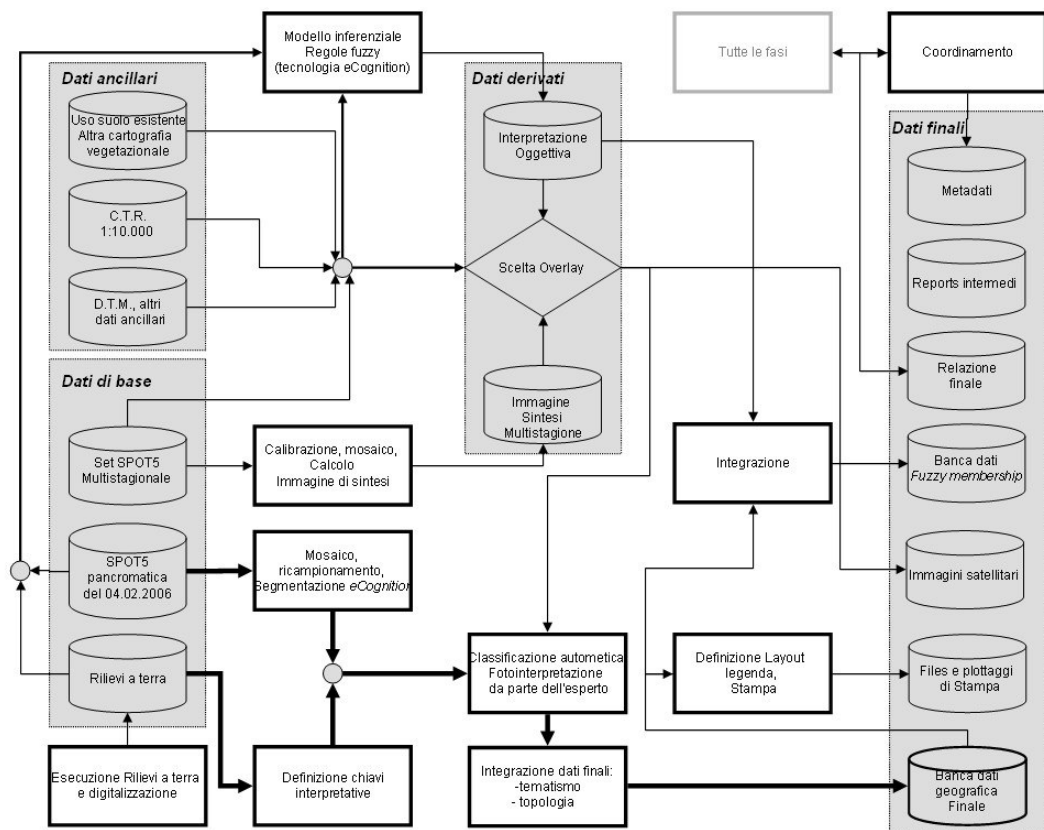 Modello inferenziale
Regole fuzzy
(tecnologia eCognition)
Tutte le fasi
Coordinamento
Dati ancillari
Uso suolo esistente
Altra cartografia
vegetazionale
C.T.R.
1:10.000
D.T.M., altri
dati ancillari
Dati derivati
Interpretazione
Oggettiva
Scelta Overlay
Immagine
Sintesi
Multistagione
Dati finali
Metadati
Reports intermedi
Relazione
finale
Banca dati
Fuzzy membership
Immagini satellitari
Files e plottaggi
di Stampa
Banca dati
geografica
Finale
Dati di base
Set SPOT5
Multistagionale
SPOT5
pancromatica
del 04.02.2006
Rilievi a terra
Calibrazione, mosaico,
Calcolo
Immagine di sintesi
Mosaico,
ricampionamento,
Segmentazione eCognition
Integrazione
Classificazione autometica
Fotointerpretazione
da parte dell'esperto
Definizione Layout
legenda,
Stampa
Esecuzione Rilievi a terra
e digitalizzazione
Definizione chiavi
interpretative
Integrazione dati finali:
-tematismo
- topologia